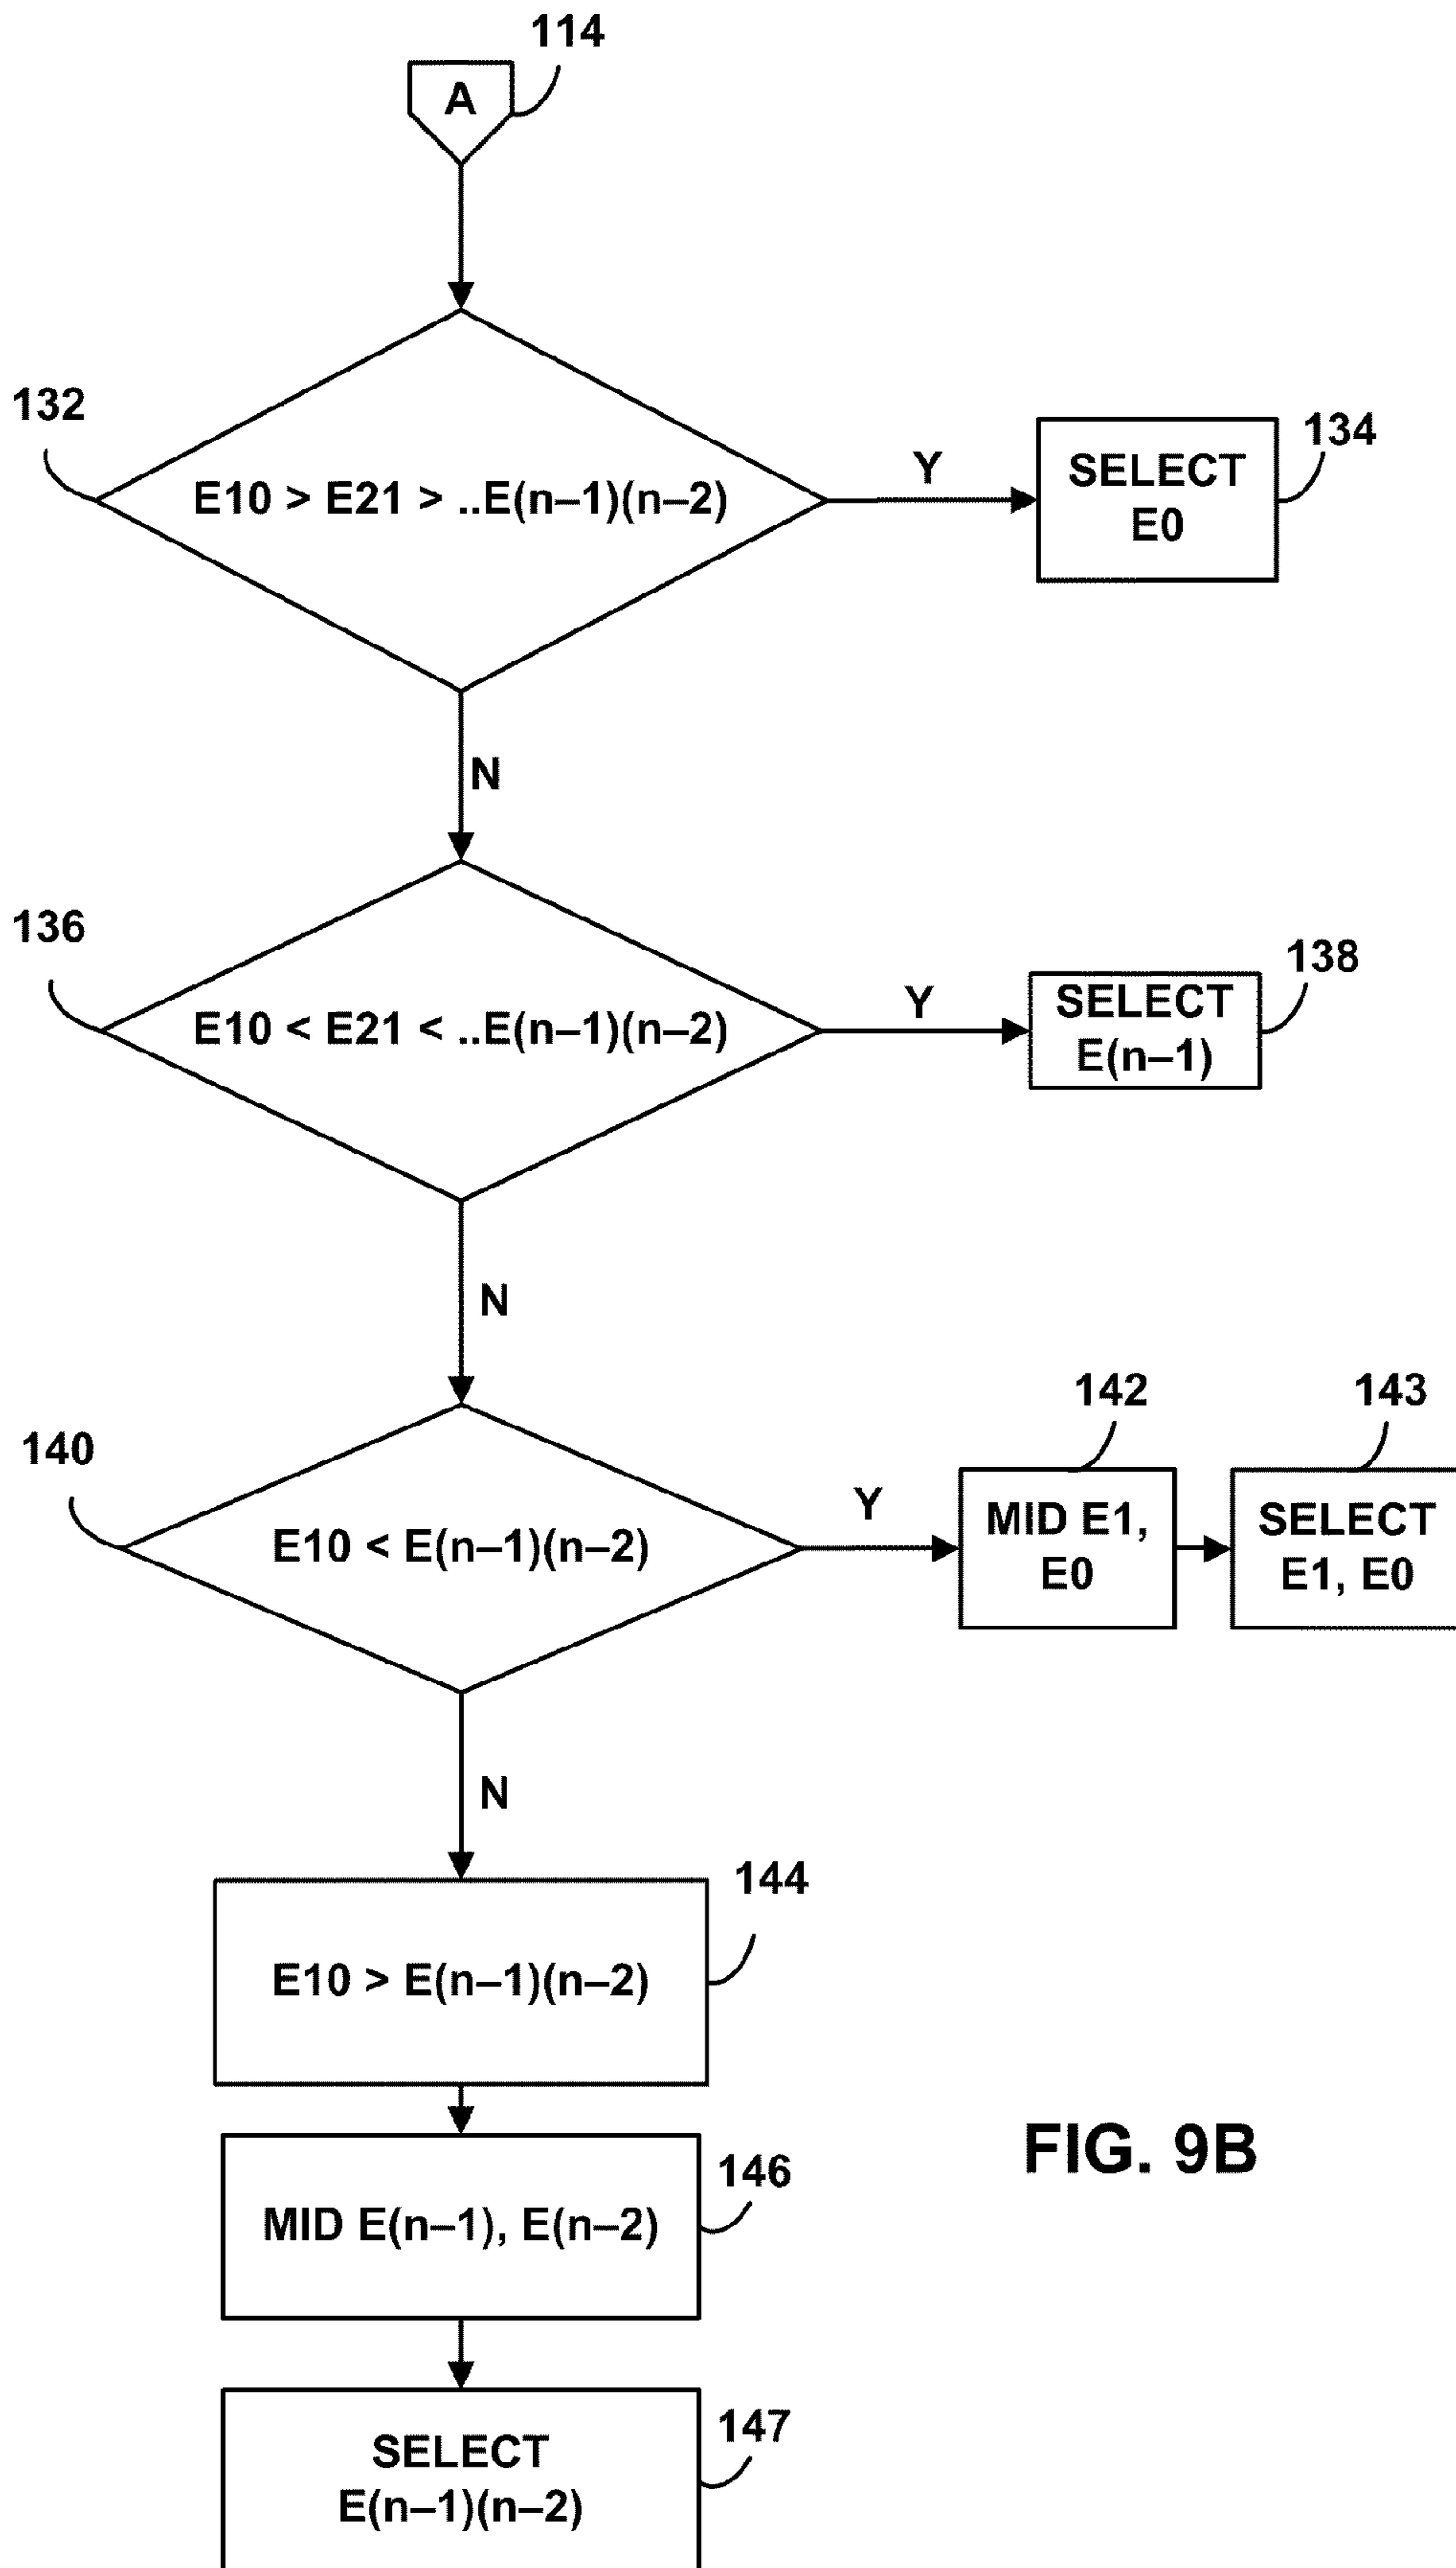 114
A
132
E10 > E21 > ..E(n–1)(n–2)
Y
134
SELECT
E0
N
136
E10 < E21 < ..E(n–1)(n–2)
Y
138
SELECT
E(n–1)
N
140
E10 < E(n–1)(n–2)
Y
142
MID E1,
E0
143
SELECT
E1, E0
N
144
E10 > E(n–1)(n–2)
146
MID E(n–1), E(n–2)
FIG. 9B
147
SELECT
E(n–1)(n–2)